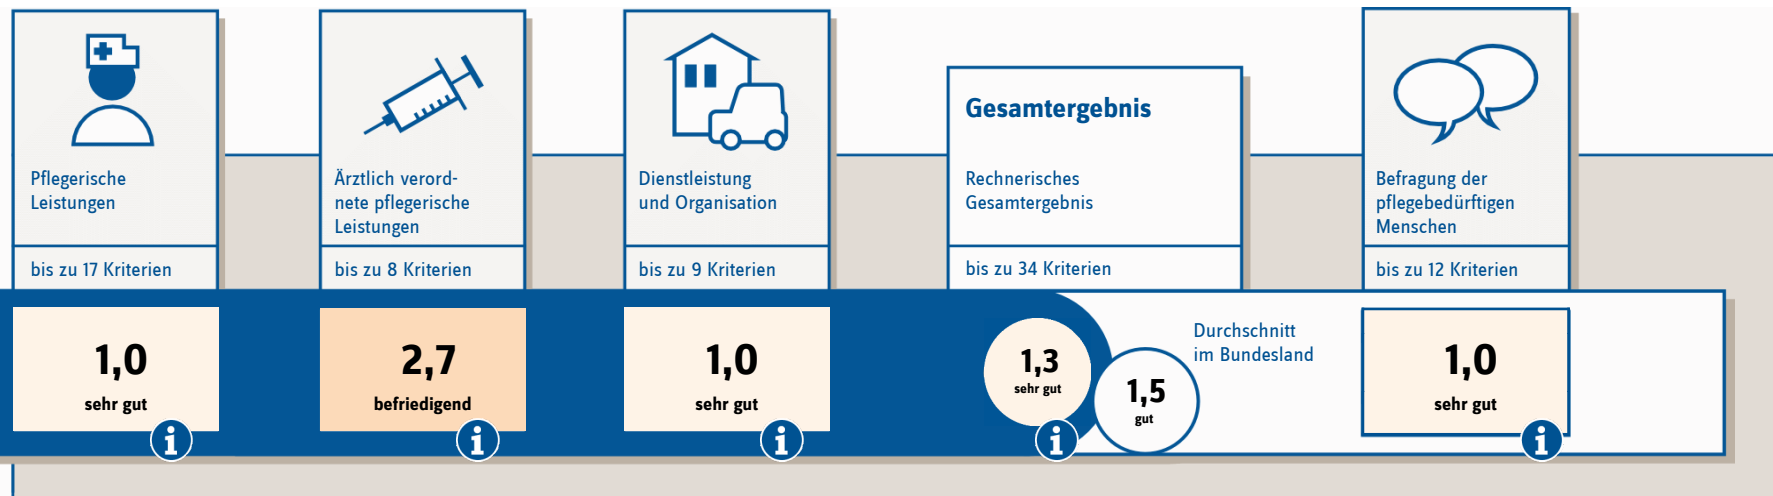 Pflegerische
Leistungen
bis zu 17 Kriterien
1,0
sehr gut
i
Ärztlich verord-
nete pflegerische
Leistungen
bis zu 8 Kriterien
2,7
befriedigend
i
Dienstleistung
und Organisation
bis zu 9 Kriterien
1,0
sehr gut
i
Gesamtergebnis
Rechnerisches
Gesamtergebnis
bis zu 34 Kriterien
1,3
sehr gut
i
1,5
gut
Durchschnitt
im Bundesland
Befragung der
pflegebedürftigen
Menschen
bis zu 12 Kriterien
1,0
sehr gut
i